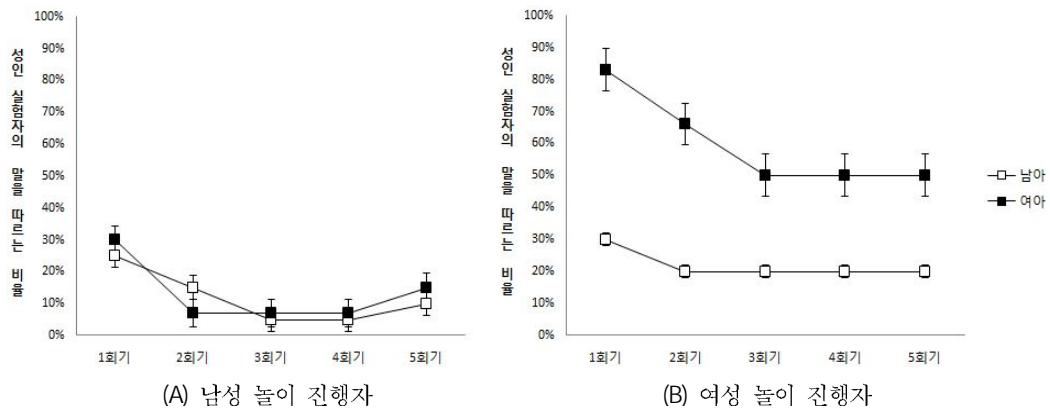 성인 실험자의 말을 따르는 비율
100%
90%
80%
70%
60%
50%
40%
30%
20%
10%
0%
1회기 2회기 3회기 4회기 5회기
(A) 남성 놀이 진행자
성인 실험자의 말을 따르는 비율
100%
90%
80%
70%
60%
50%
40%
30%
20%
10%
0%
1회기 2회기 3회기 4회기 5회기
남아
여아
(B) 여성 놀이 진행자